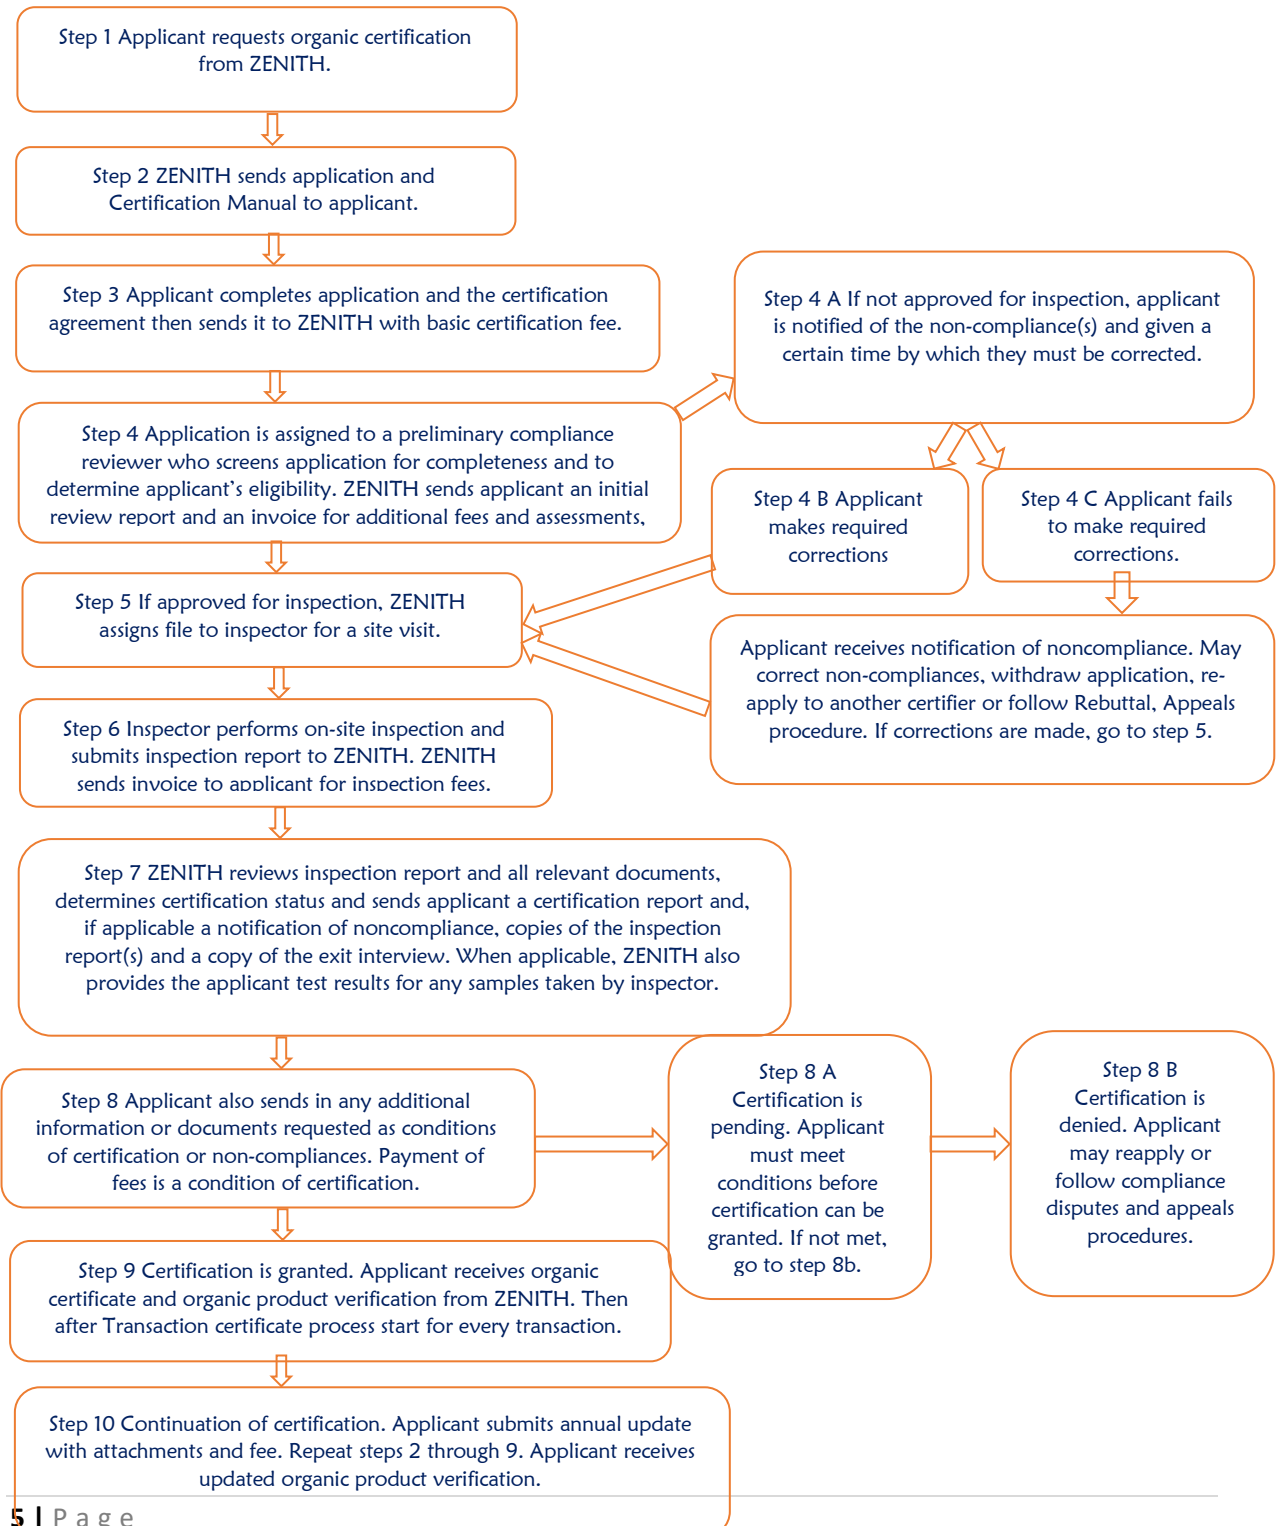 Step 1 Applicant requests organic certification
from ZENITH.
Step 2 ZENITH sends application and
Certification Manual to applicant.
Step 3 Applicant completes application and the certification
agreement then sends it to ZENITH with basic certification fee.
Step 4 A If not approved for inspection, applicant
is notified of the non-compliance(s) and given a
certain time by which they must be corrected.
Step 4 Application is assigned to a preliminary compliance
reviewer who screens application for completeness and to
determine applicant's eligibility. ZENITH sends applicant an initial
review report and an invoice for additional fees and assessments,
Step 4 B Applicant
makes required
corrections
Step 4 C Applicant fails
to make required
corrections.
Step 5 If approved for inspection, ZENITH
assigns file to inspector for a site visit.
Applicant receives notification of noncompliance. May
correct non-compliances, withdraw application, re-
apply to another certifier or follow Rebuttal, Appeals
procedure. If corrections are made, go to step 5.
Step 6 Inspector performs on-site inspection and
submits inspection report to ZENITH. ZENITH
sends invoice to applicant for inspection fees.
Step 7 ZENITH reviews inspection report and all relevant documents,
determines certification status and sends applicant a certification report and,
if applicable a notification of noncompliance, copies of the inspection
report(s) and a copy of the exit interview. When applicable, ZENITH also
provides the applicant test results for any samples taken by inspector.
Step 8 Applicant also sends in any additional
information or documents requested as conditions
of certification or non-compliances. Payment of
fees is a condition of certification.
Step 8 A
Certification is
pending. Applicant
must meet
conditions before
certification can be
granted. If not met,
go to step 8b.
Step 8 B
Certification is
denied. Applicant
may reapply or
follow compliance
disputes and appeals
procedures.
Step 9 Certification is granted. Applicant receives organic
certificate and organic product verification from ZENITH. Then
after Transaction certificate process start for every transaction.
Step 10 Continuation of certification. Applicant submits annual update
with attachments and fee. Repeat steps 2 through 9. Applicant receives
updated organic product verification.
5 | Page